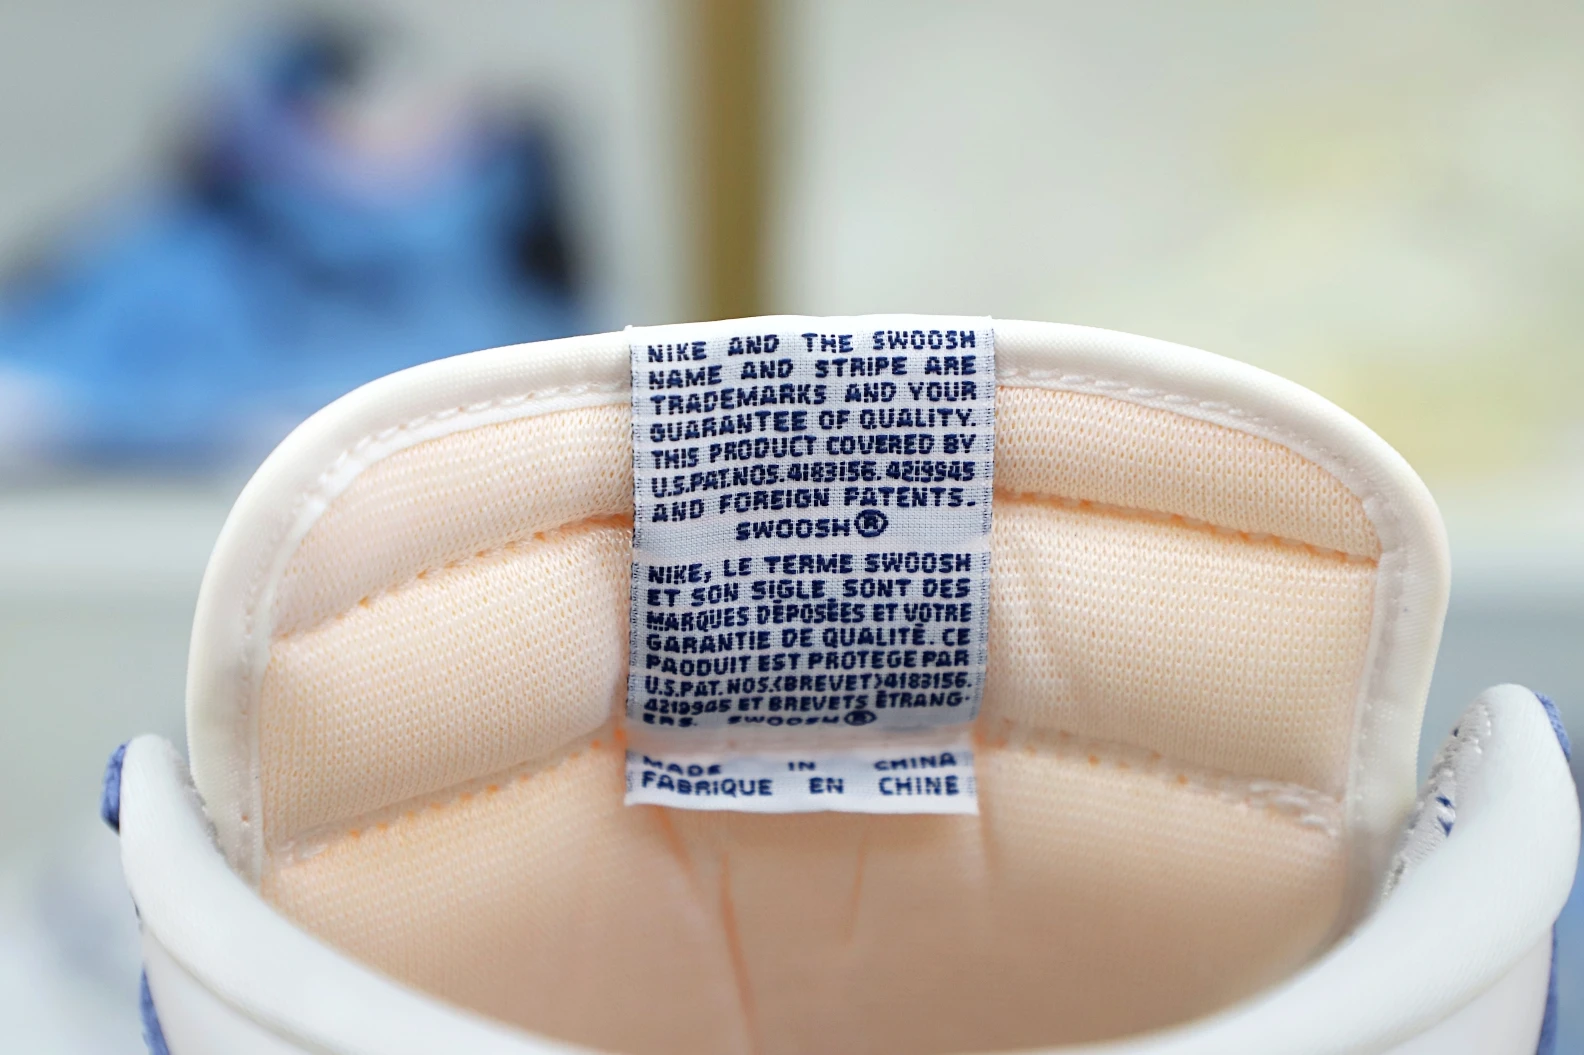 NIKE AND THE SWOOSH
NAME AND STRIPE ARE
TRADEMARKS AND YOUR
GUARANTEE OF QUALITY.
THIS PRODUCT COVERED BY
U.S.PAT.NOS.4183156. 4219945
AND FOREIGN PATENTS.
SWOOSH®
NIKE, LE TERME SWOOSH
ET SON SIGLE SONT DES
MARQUES DÉPOSÉES ET VOTRE
GARANTIE DE QUALITÉ. CE
PAODUIT EST PROTEGE PAR
U.S.PAT.NOS.(BREVET)4183156.
4219945 ET BREVETS ÉTRANG-
ERS. SWOOSH®
MADE IN CHINA
FABRIQUE EN CHINE